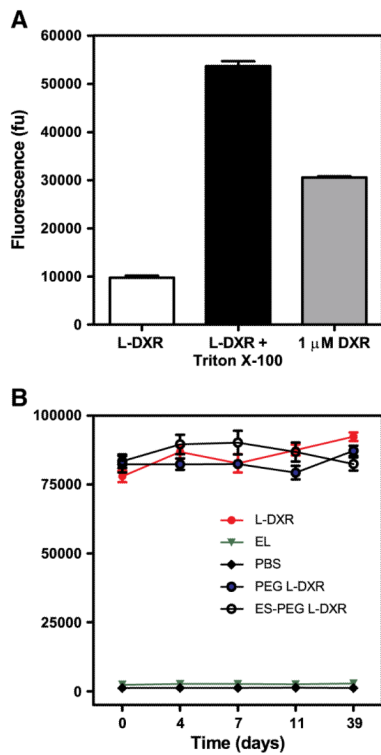 A
Fluorescence (fu)
60000
50000
40000
30000
20000
10000
0
L-DXR
L-DXR +
Triton X-100
1 μM DXR
B
100000
75000
50000
25000
0
L-DXR
EL
PBS
PEG L-DXR
ES-PEG L-DXR
0 4 7 11 39
Time (days)